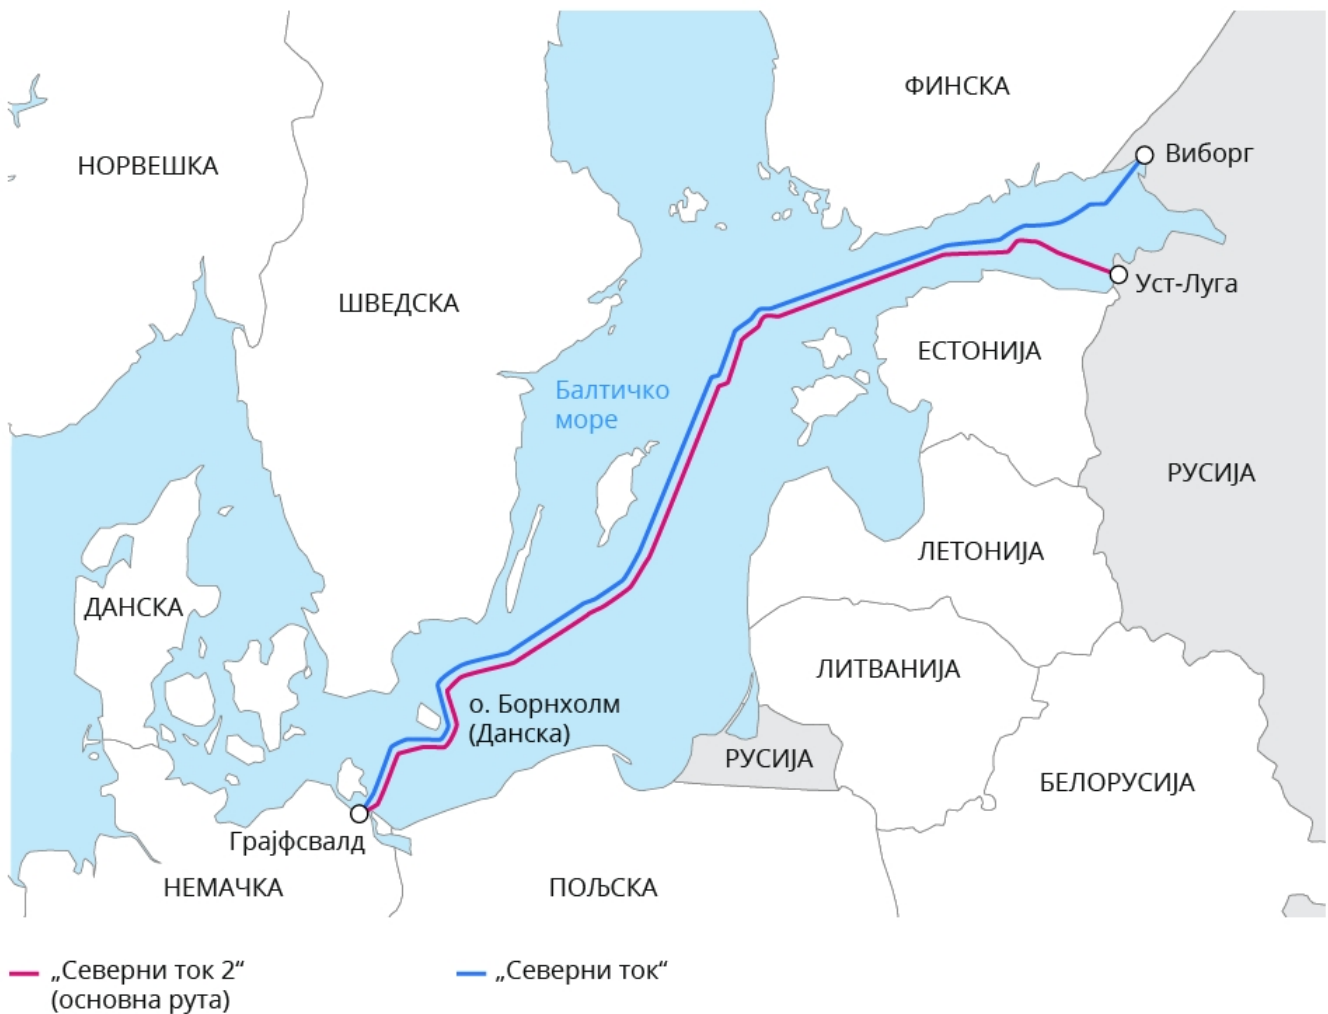 ФИНСКА
Виборг
НОРВЕШКА
Уст-Луга
ШВЕДСКА
ЕСТОНИЈА
Балтичко
море
РУСИЈА
ЛЕТОНИЈА
ДАНСКА
ЛИТВАНИЈА
о. Борнхолм
(Данска)
РУСИЈА
БЕЛОРУСИЈА
Грајфсвалд
НЕМАЧКА
ПОЉСКА
„Северни ток 2“
(основна рута)
„Северни ток“